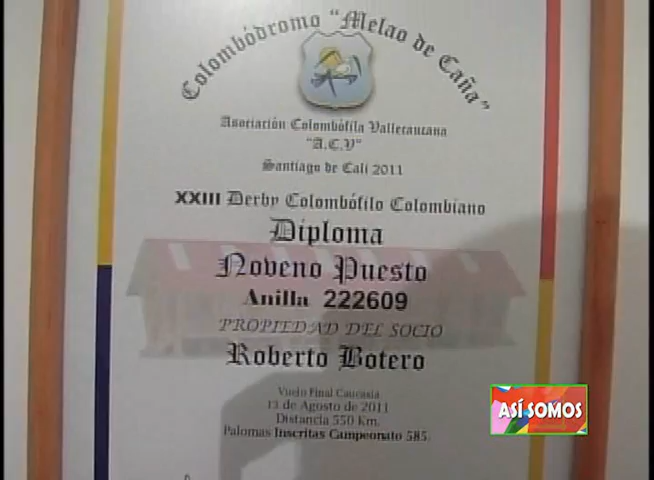 Colombódromo "Melao de Caña"
Asociación Colombófila Vallecaucana
"A.C.V"
Santiago de Cali 2011
XXIII Derby Colombófilo Colombiano
Diploma
Noveno Puesto
Anilla 222609
PROPIEDAD DEL SOCIO
Roberto Botero
Vuelo Final Caucasia
13 de Agosto de 2011
Distancia 550 Km.
Palomas Inscritas Campeonato 585.
ASÍ SOMOS